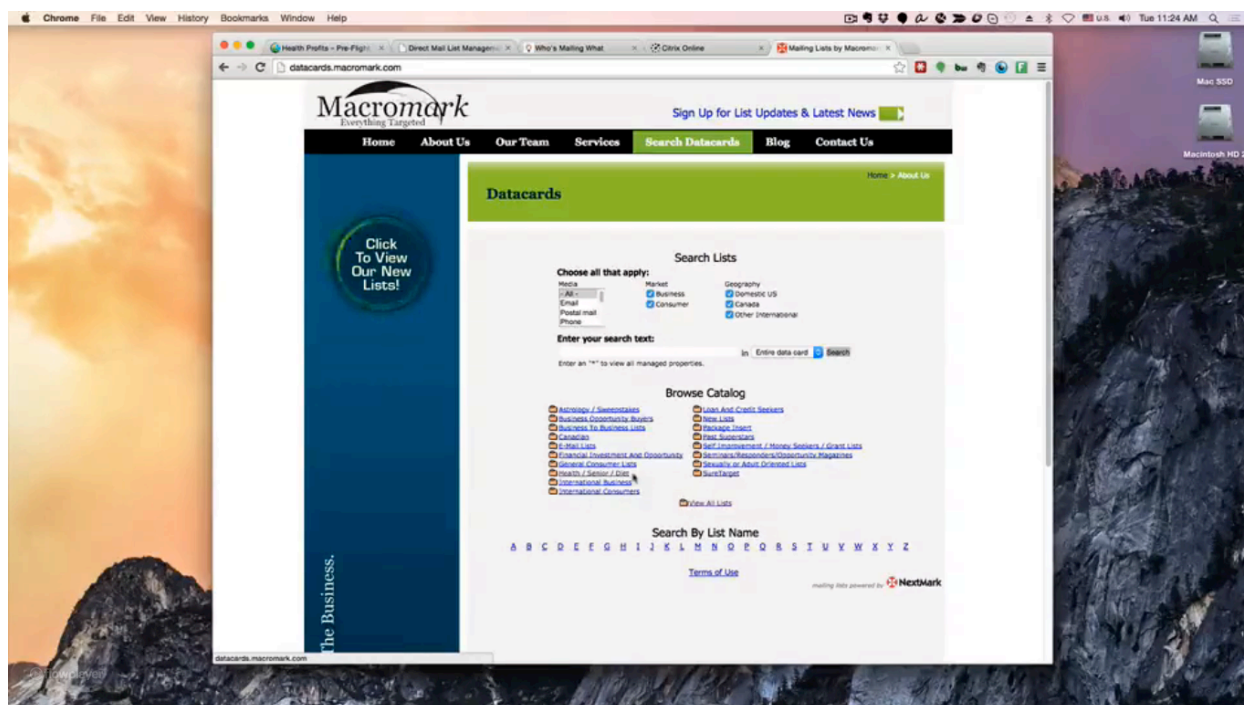 Chrome File Edit View History Bookmarks Window Help
U.S. Tue 11:24 AM
Health Profits - Pre-Flight Direct Mail List Manageme Who's Mailing What Citrix Online Mailing Lists by Macromar
datacards.macromark.com
Mac SSD
Macintosh HD 2
Macromark
Everything Targeted
Sign Up for List Updates & Latest News
Home About Us Our Team Services Search Datacards Blog Contact Us
Home > About Us
Datacards
Click
To View
Our New
Lists!
The Business.
Search Lists
Choose all that apply:
Media Market Geography
- All - Business Domestic US
Email Consumer Canada
Postal mail Other International
Phone
Enter your search text:
in Entire data card Search
Enter an "*" to view all managed properties.
Browse Catalog
Astrology / Sweepstakes Loan And Credit Seekers
Business Opportunity Buyers New Lists
Business To Business Lists Package Insert
Canadian Past Superstars
E-Mail Lists Self Improvement / Money Seekers / Grant Lists
Financial Investment And Opportunity Seminars/Responders/Opportunity Magazines
General Consumer Lists Sexually or Adult Oriented Lists
Health / Senior / Diet SureTarget
International Business
International Consumers
View All Lists
Search By List Name
A B C D E F G H I J K L M N O P Q R S T U V W X Y Z
Terms of Use
mailing lists powered by NextMark
datacards.macromark.com